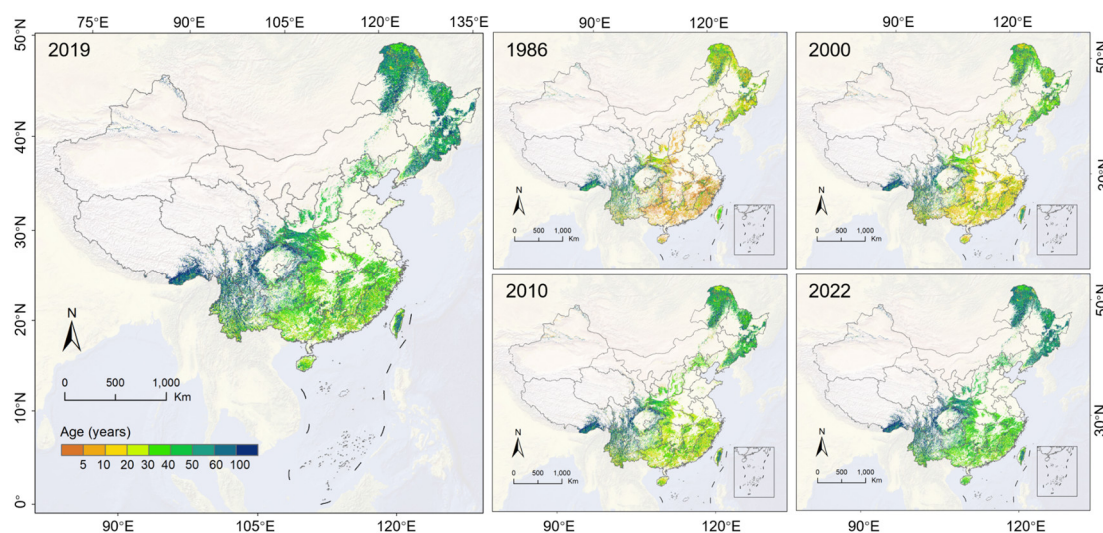 75°E 90°E 105°E 120°E 135°E
2019
50°N
40°N
30°N
20°N
10°N
0°
N
0 500 1,000
Km
Age (years)
5 10 20 30 40 50 60 100
90°E 105°E 120°E
90°E 120°E
1986
N
0 500 1,000
Km
90°E 120°E
2000
50°N
30°N
N
0 500 1,000
Km
2010
N
0 500 1,000
Km
90°E 120°E
2022
50°N
30°N
N
0 500 1,000
Km
90°E 120°E